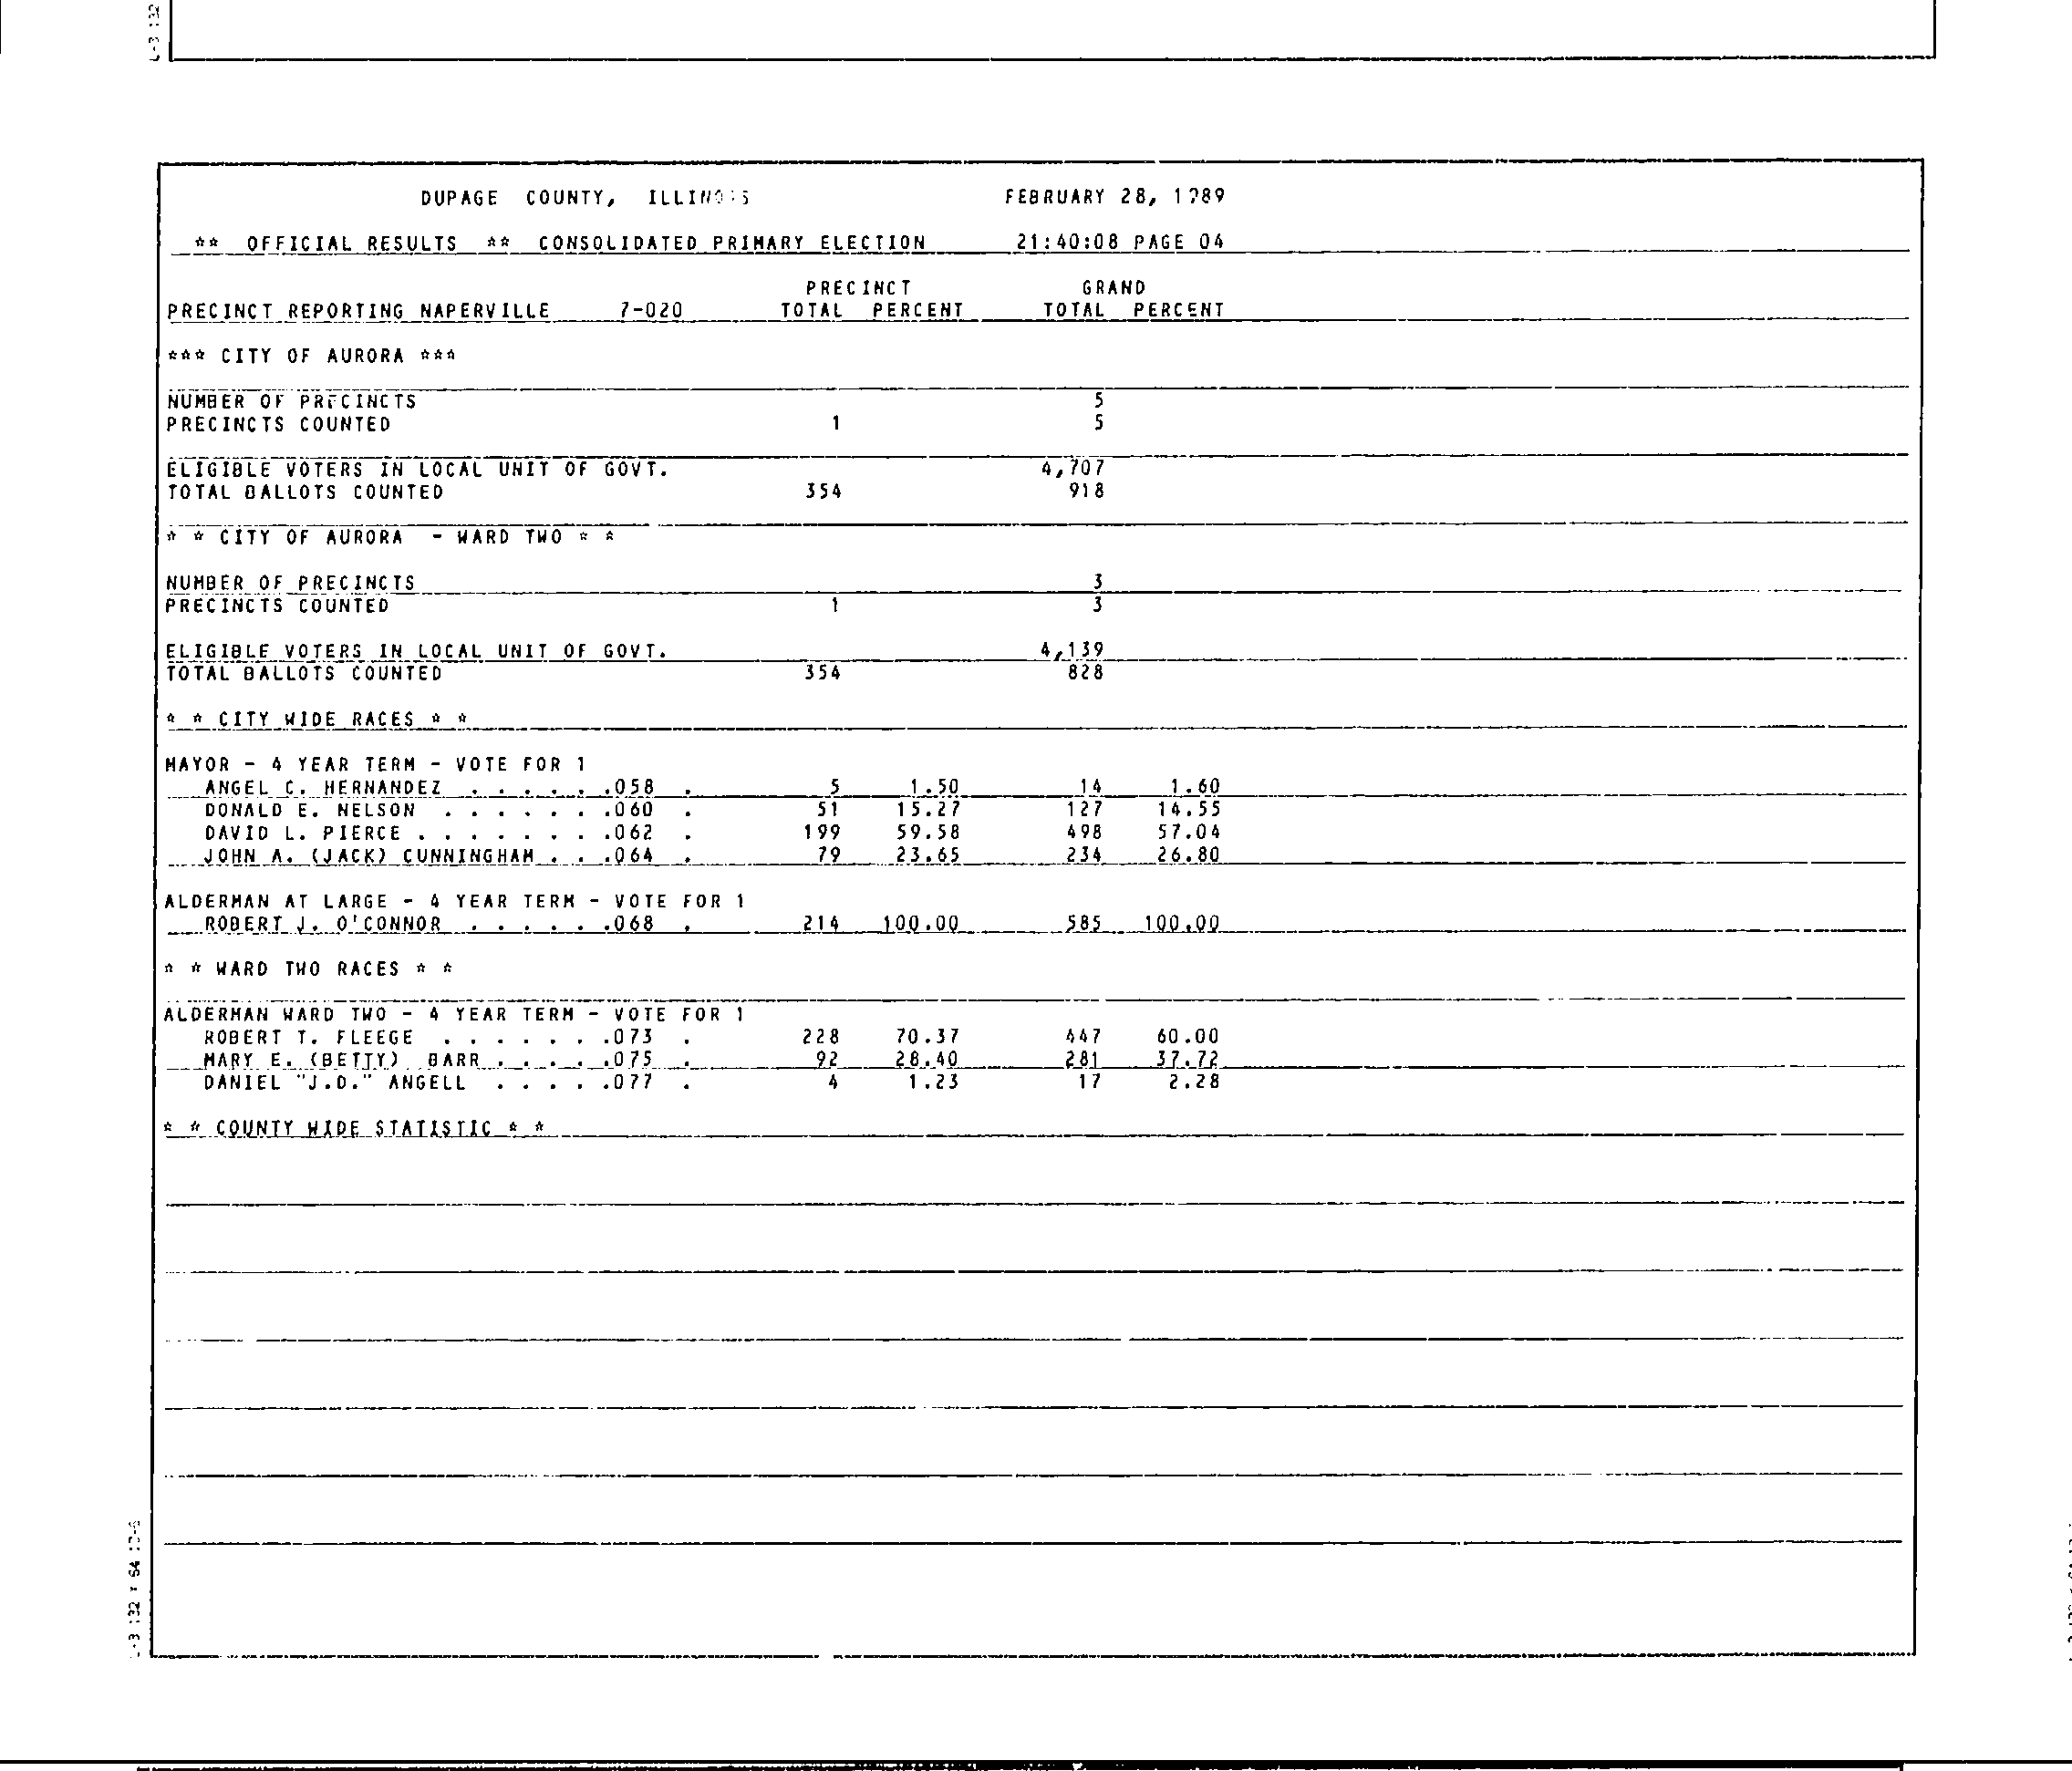 DUPAGE COUNTY, ILLINOIS FEBRUARY 28, 1989
** OFFICIAL RESULTS ** CONSOLIDATED PRIMARY ELECTION 21:40:08 PAGE 04
PRECINCT GRAND
PRECINCT REPORTING NAPERVILLE 7-020 TOTAL PERCENT TOTAL PERCENT
*** CITY OF AURORA ***
NUMBER OF PRECINCTS 5
PRECINCTS COUNTED 1 5
ELIGIBLE VOTERS IN LOCAL UNIT OF GOVT. 4,707
TOTAL BALLOTS COUNTED 354 918
* * CITY OF AURORA - WARD TWO * *
NUMBER OF PRECINCTS 3
PRECINCTS COUNTED 1 3
ELIGIBLE VOTERS IN LOCAL UNIT OF GOVT. 4,139
TOTAL BALLOTS COUNTED 354 828
* * CITY WIDE RACES * *
MAYOR - 4 YEAR TERM - VOTE FOR 1
ANGEL C. HERNANDEZ . . . . . .058 . 5 1.50 14 1.60
DONALD E. NELSON . . . . . . .060 . 51 15.27 127 14.55
DAVID L. PIERCE . . . . . . . .062 . 199 59.58 498 57.04
JOHN A. (JACK) CUNNINGHAM . . .064 . 79 23.65 234 26.80
ALDERMAN AT LARGE - 4 YEAR TERM - VOTE FOR 1
ROBERT J. O'CONNOR . . . . . .068 . 214 100.00 585 100.00
* * WARD TWO RACES * *
ALDERMAN WARD TWO - 4 YEAR TERM - VOTE FOR 1
ROBERT T. FLEEGE . . . . . . .073 . 228 70.37 447 60.00
MARY E. (BETTY) BARR . . . . .075 . 92 28.40 281 37.72
DANIEL "J.D." ANGELL . . . . .077 . 4 1.23 17 2.28
* * COUNTY WIDE STATISTIC * *